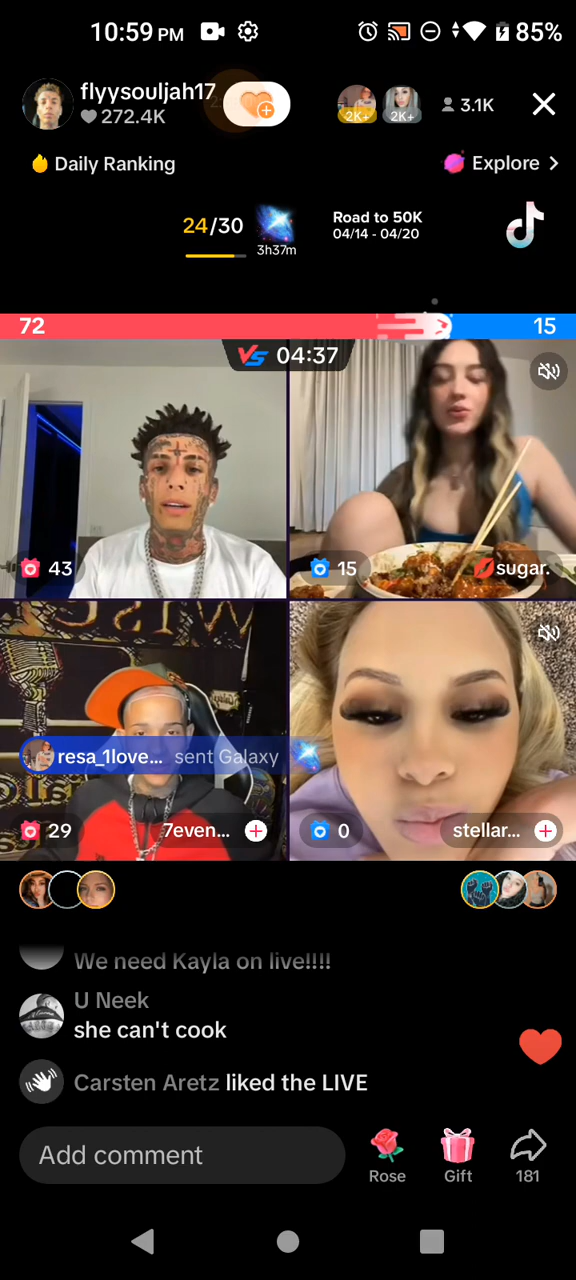 10:59 PM
85%
flyysouljah17
272.4K
2K+
2K+
3.1K
Daily Ranking
Explore
24/30
3h37m
Road to 50K
04/14 - 04/20
72
15
VS 04:37
43
15
sugar.
resa_1love... sent Galaxy
29
7even...
0
stellar...
We need Kayla on live!!!!
U Neek
she can't cook
Carsten Aretz liked the LIVE
Add comment
Rose
Gift
181